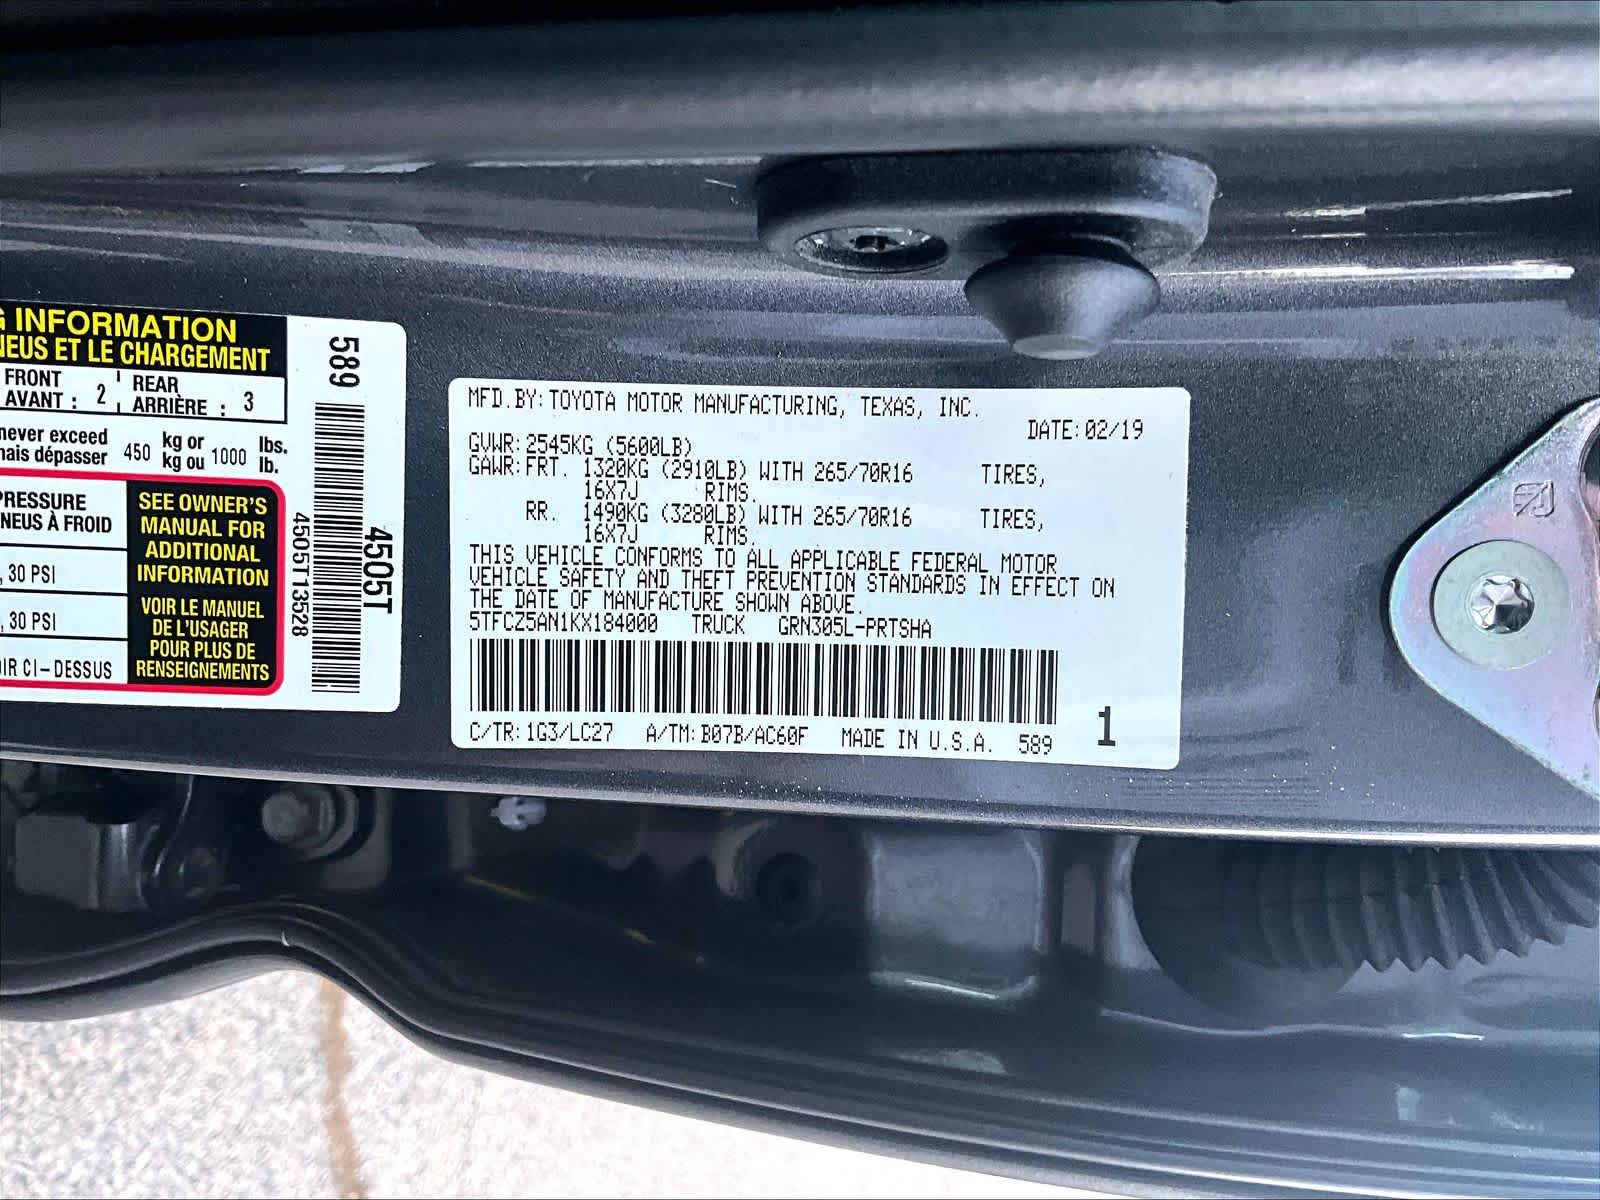 G INFORMATION
NEUS ET LE CHARGEMENT
FRONT
AVANT : 2
REAR
ARRIÈRE : 3
never exceed
mais dépasser
450
kg or
kg ou
1000
lbs.
lb.
PRESSURE
NEUS À FROID
, 30 PSI
, 30 PSI
OIR CI-DESSUS
SEE OWNER'S
MANUAL FOR
ADDITIONAL
INFORMATION
VOIR LE MANUEL
DE L'USAGER
POUR PLUS DE
RENSEIGNEMENTS
589
4505T13528
4505T
MFD.BY:TOYOTA MOTOR MANUFACTURING, TEXAS, INC.
DATE:02/19
GVWR:2545KG (5600LB)
GAWR:FRT. 1320KG (2910LB) WITH 265/70R16 TIRES,
16X7J RIMS.
RR. 1490KG (3280LB) WITH 265/70R16 TIRES,
16X7J RIMS.
THIS VEHICLE CONFORMS TO ALL APPLICABLE FEDERAL MOTOR
VEHICLE SAFETY AND THEFT PREVENTION STANDARDS IN EFFECT ON
THE DATE OF MANUFACTURE SHOWN ABOVE.
5TFCZ5AN1KX184000 TRUCK GRN305L-PRTSHA
C/TR:1G3/LC27 A/TM:B07B/AC60F MADE IN U.S.A. 589
1